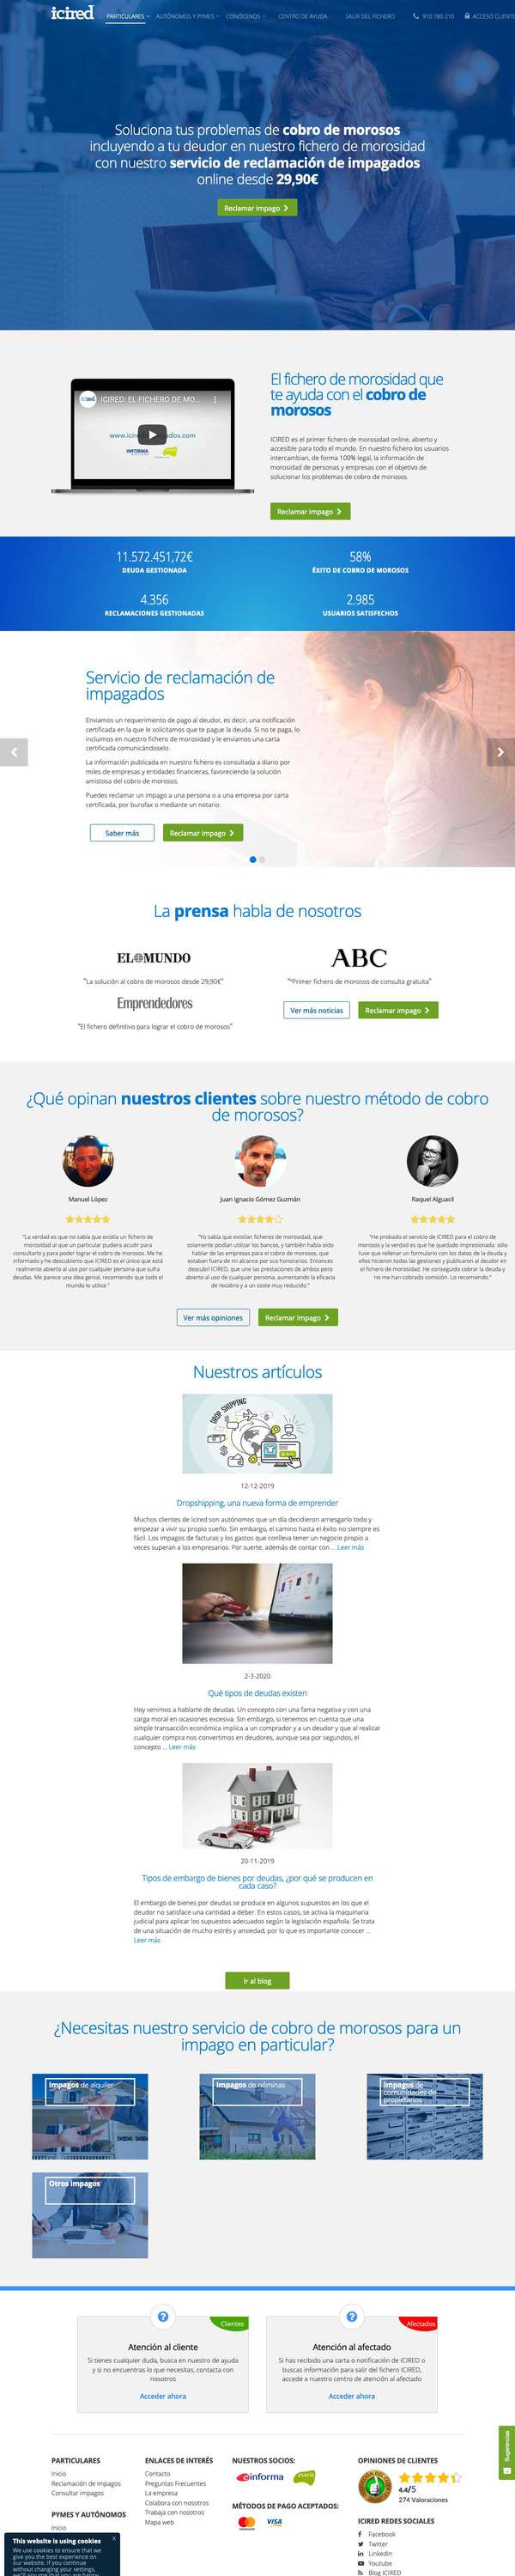 icired
PARTICULARES
AUTÓNOMOS Y PYMES
CONÓCENOS
CENTRO DE AYUDA
SALIR DEL FICHERO
910 780 210
ACCESO CLIENTE
Soluciona tus problemas de cobro de morosos
incluyendo a tu deudor en nuestro fichero de morosidad
con nuestro servicio de reclamación de impagados
online desde 29,90€
Reclamar impago
ICIRED: EL FICHERO DE MO...
INFORMA
El fichero de morosidad que
te ayuda con el cobro de
morosos
ICIRED es el primer fichero de morosidad online, abierto y
accesible para todo el mundo. En nuestro fichero los usuarios
intercambian, de forma 100% legal, la información de
morosidad de personas y empresas con el objetivo de
solucionar los problemas de cobro de morosos.
Reclamar impago
11.572.451,72€
DEUDA GESTIONADA
58%
ÉXITO DE COBRO DE MOROSOS
4.356
RECLAMACIONES GESTIONADAS
2.985
USUARIOS SATISFECHOS
Servicio de reclamación de
impagados
Enviamos un requerimiento de pago al deudor, es decir, una notificación
certificada en la que le solicitamos que te pague la deuda. Si no te paga, lo
incluimos en nuestro fichero de morosidad y le enviamos una carta
certificada comunicándoselo.
La información publicada en nuestro fichero es consultada a diario por
miles de empresas y entidades financieras, favoreciendo la solución
amistosa del cobro de morosos.
Puedes reclamar un impago a una persona o a una empresa por carta
certificada, por burofax o mediante un notario.
Saber más
Reclamar impago
La prensa habla de nosotros
EL MUNDO
"La solución al cobro de morosos desde 29,90€"
ABC
""Primer fichero de morosos de consulta gratuita"
Emprendedores
"El fichero definitivo para lograr el cobro de morosos"
Ver más noticias
Reclamar impago
¿Qué opinan nuestros clientes sobre nuestro método de cobro
de morosos?
Manuel López
"La verdad es que no sabía que existía un fichero de
morosidad al que un particular pudiera acudir para
consultarlo y para poder lograr el cobro de morosos. Me he
informado y he descubierto que ICIRED es el único que está
realmente abierto al uso por cualquier persona que sufra
deudas. Me parece una idea genial, recomiendo que todo el
mundo lo utilice."
Juan Ignacio Gómez Guzmán
"Yo sabía que existían ficheros de morosidad, que
solamente podían utilizar los bancos, y también había oído
hablar de las empresas para el cobro de morosos, que
estaban fuera de mi alcance por sus honorarios. Entonces
descubrí ICIRED, que une las prestaciones de ambos pero
abierto al uso de cualquier persona, aumentando la eficacia
de recobro y a un coste muy reducido."
Raquel Alguacil
"He probado el servicio de ICIRED para el cobro de
morosos y la verdad es que he quedado impresionada: sólo
tuve que rellenar un formulario con los datos de la deuda y
ellos hicieron todas las gestiones y publicaron al deudor en
el fichero de morosidad. He conseguido cobrar la deuda y
no me han cobrado comisión. Lo recomiendo."
Ver más opiniones
Reclamar impago
Nuestros artículos
DROP SHIPPING
12-12-2019
Dropshipping, una nueva forma de emprender
Muchos clientes de Icired son autónomos que un día decidieron arriesgarlo todo y
empezar a vivir su propio sueño. Sin embargo, el camino hasta el éxito no siempre es
fácil. Los impagos de facturas y los gastos que conlleva tener un negocio propio a
veces superan a los empresarios. Por suerte, además de contar con ... Leer más
2-3-2020
Qué tipos de deudas existen
Hoy venimos a hablarte de deudas. Un concepto con una fama negativa y con una
carga moral en ocasiones excesiva. Sin embargo, si tenemos en cuenta que una
simple transacción económica implica a un comprador y a un deudor y que al realizar
cualquier compra nos convertimos en deudores, aunque sea por segundos, el
concepto ... Leer más
20-11-2019
Tipos de embargo de bienes por deudas, ¿por qué se producen en
cada caso?
El embargo de bienes por deudas se produce en algunos supuestos en los que el
deudor no satisface una cantidad a deber. En estos casos, se activa la maquinaria
judicial para aplicar los supuestos adecuados según la legislación española. Se trata
de una situación de mucho estrés y ansiedad, por lo que es importante conocer ...
Leer más
Ir al blog
¿Necesitas nuestro servicio de cobro de morosos para un
impago en particular?
Impagos de alquiler
Impagos de nóminas
Impagos de
comunidades de
propietarios
Otros impagos
Clientes
Atención al cliente
Si tienes cualquier duda, busca en nuestro de ayuda
y si no encuentras lo que necesitas, contacta con
nosotros
Acceder ahora
Afectados
Atención al afectado
Si has recibido una carta o notificación de ICIRED o
buscas información para salir del fichero ICIRED,
accede a nuestro centro de atención al afectado
Acceder ahora
Sugerencias
PARTICULARES
Inicio
Reclamación de impagos
Consultar impagos
PYMES Y AUTÓNOMOS
Inicio
ENLACES DE INTERÉS
Contacto
Preguntas Frecuentes
La empresa
Colabora con nosotros
Trabaja con nosotros
Mapa web
NUESTROS SOCIOS:
einforma
MÉTODOS DE PAGO ACEPTADOS:
VISA
OPINIONES DE CLIENTES
4.4/5
274 Valoraciones
ICIRED REDES SOCIALES
Facebook
Twitter
LinkedIn
Youtube
Blog ICIRED
This website is using cookies
X
We use cookies to ensure that we
give you the best experience on
our website. If you continue
without changing your settings,